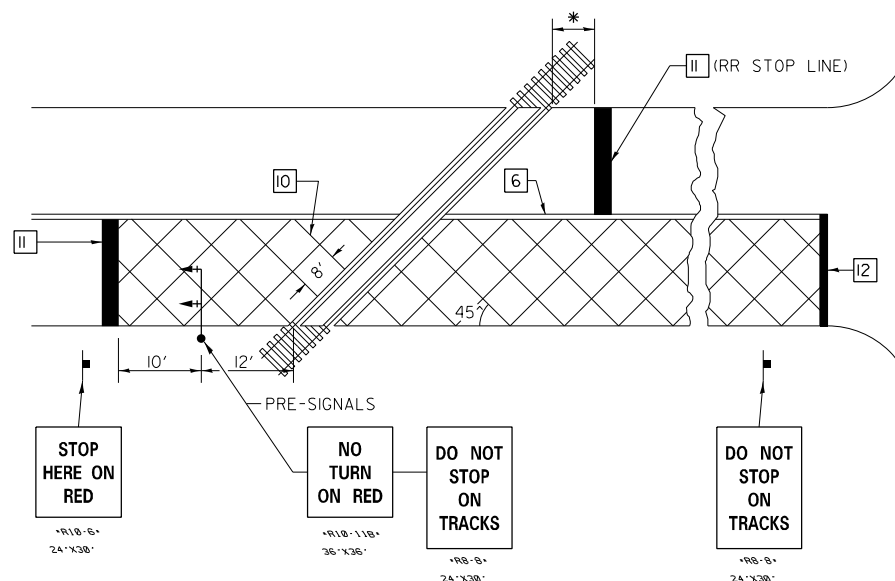 *
11 (RR STOP LINE)
10
6
11
8'
12
45^
10'
12'
PRE-SIGNALS
STOP
HERE ON
RED
*R10-6*
24"X30"
NO
TURN
ON RED
*R10-11B*
36"X36"
DO NOT
STOP
ON
TRACKS
*R8-8*
24"X30"
DO NOT
STOP
ON
TRACKS
*R8-8*
24"X30"